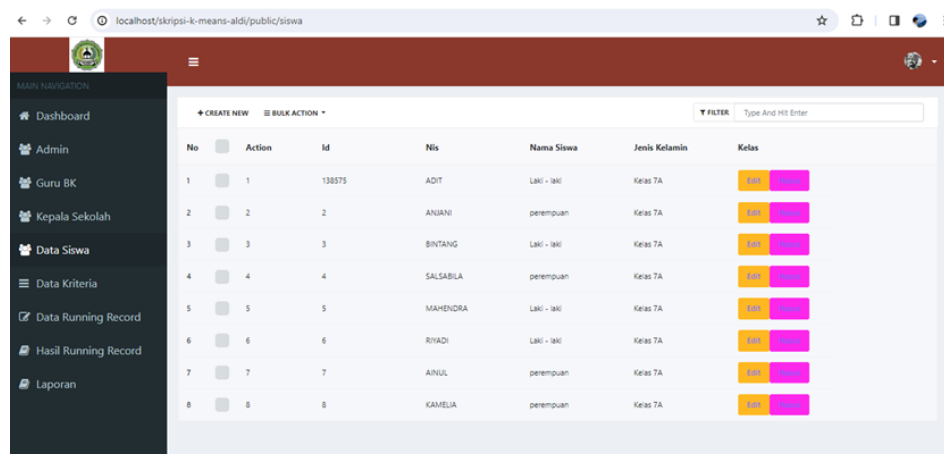 localhost/skripsi-k-means-aldi/public/siswa
MAIN NAVIGATION
Dashboard
Admin
Guru BK
Kepala Sekolah
Data Siswa
Data Kriteria
Data Running Record
Hasil Running Record
Laporan
CREATE NEW BULK ACTION FILTER Type And Hit Enter
No Action Id Nis Nama Siswa Jenis Kelamin Kelas
1 1 138575 ADIT Laki - laki Kelas 7A Edit
2 2 2 ANJANI perempuan Kelas 7A Edit
3 3 3 BINTANG Laki - laki Kelas 7A Edit
4 4 4 SALSABILA perempuan Kelas 7A Edit
5 5 5 MAHENDRA Laki - laki Kelas 7A Edit
6 6 6 RIYADI Laki - laki Kelas 7A Edit
7 7 7 AINUL perempuan Kelas 7A Edit
8 8 8 KAMELIA perempuan Kelas 7A Edit